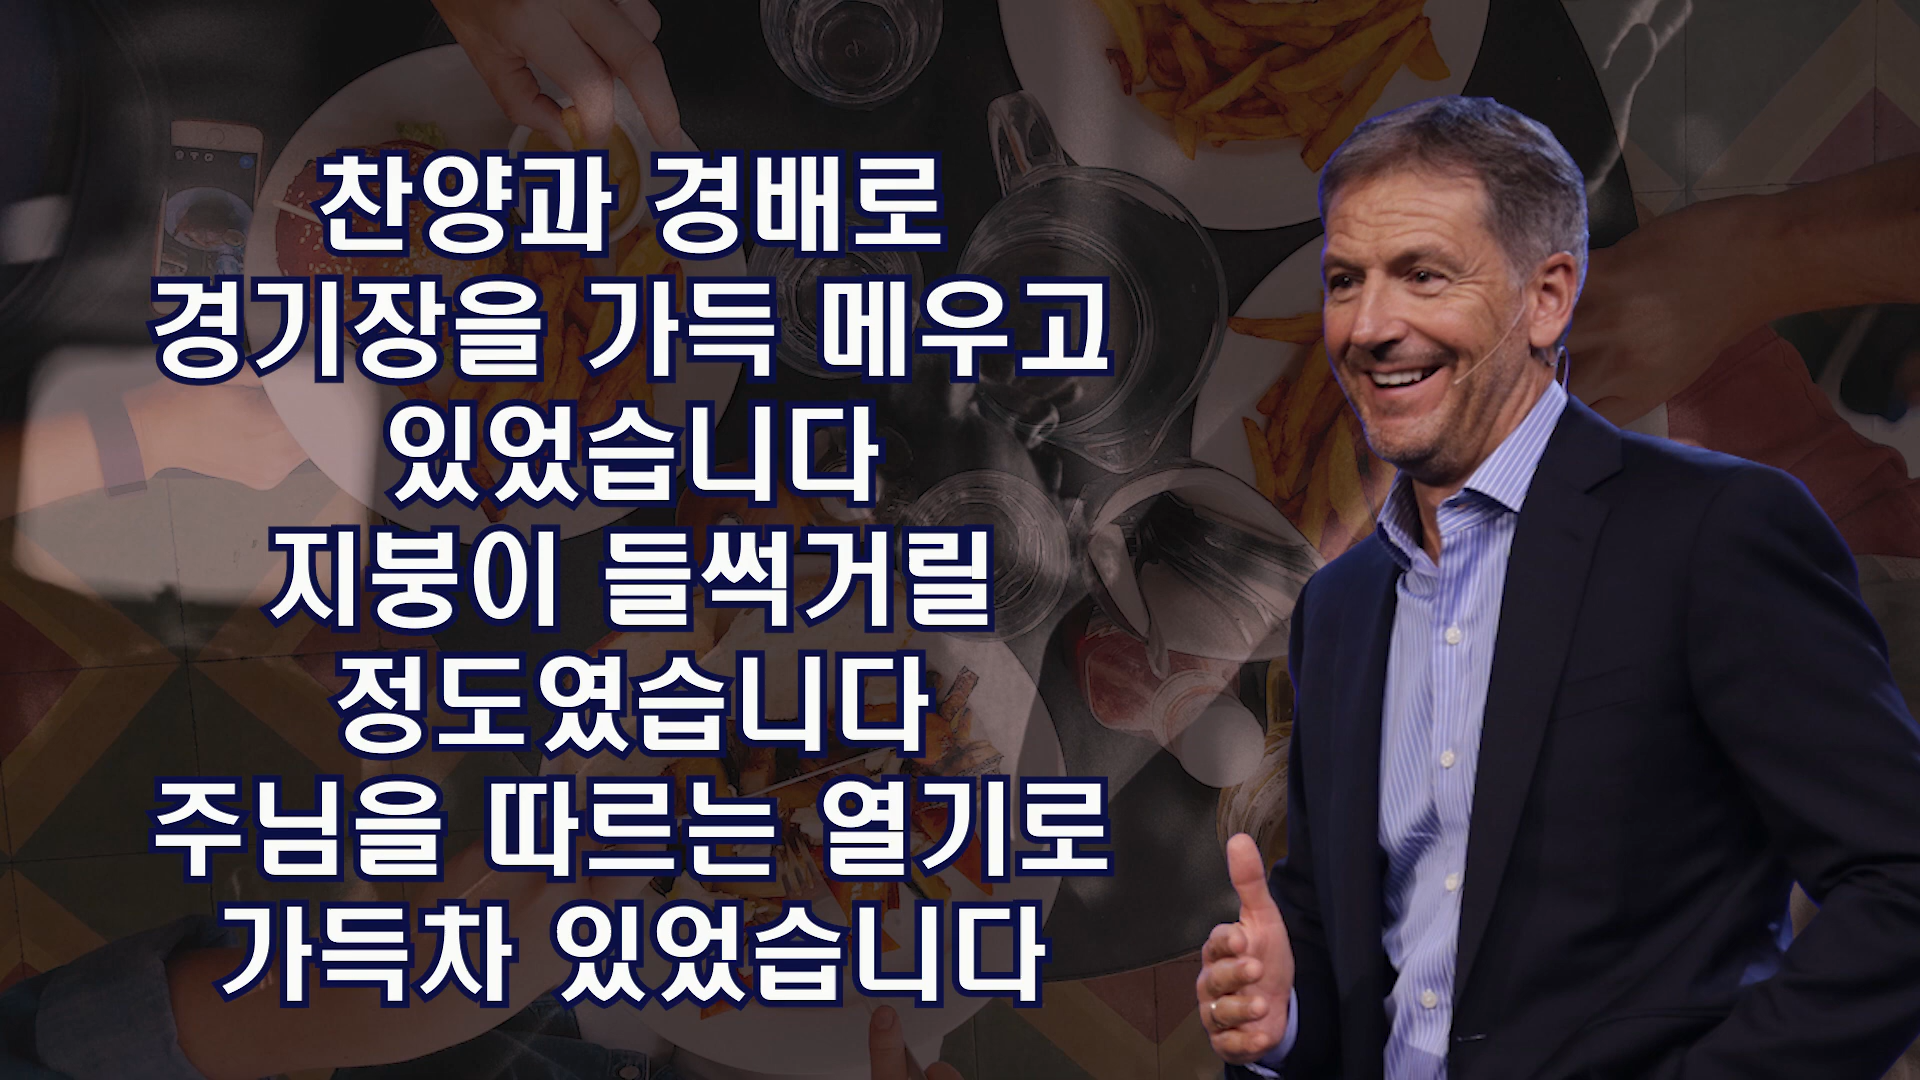 찬양과 경배로
경기장을 가득 메우고
있었습니다
지붕이 들썩거릴
정도였습니다
주님을 따르는 열기로
가득차 있었습니다